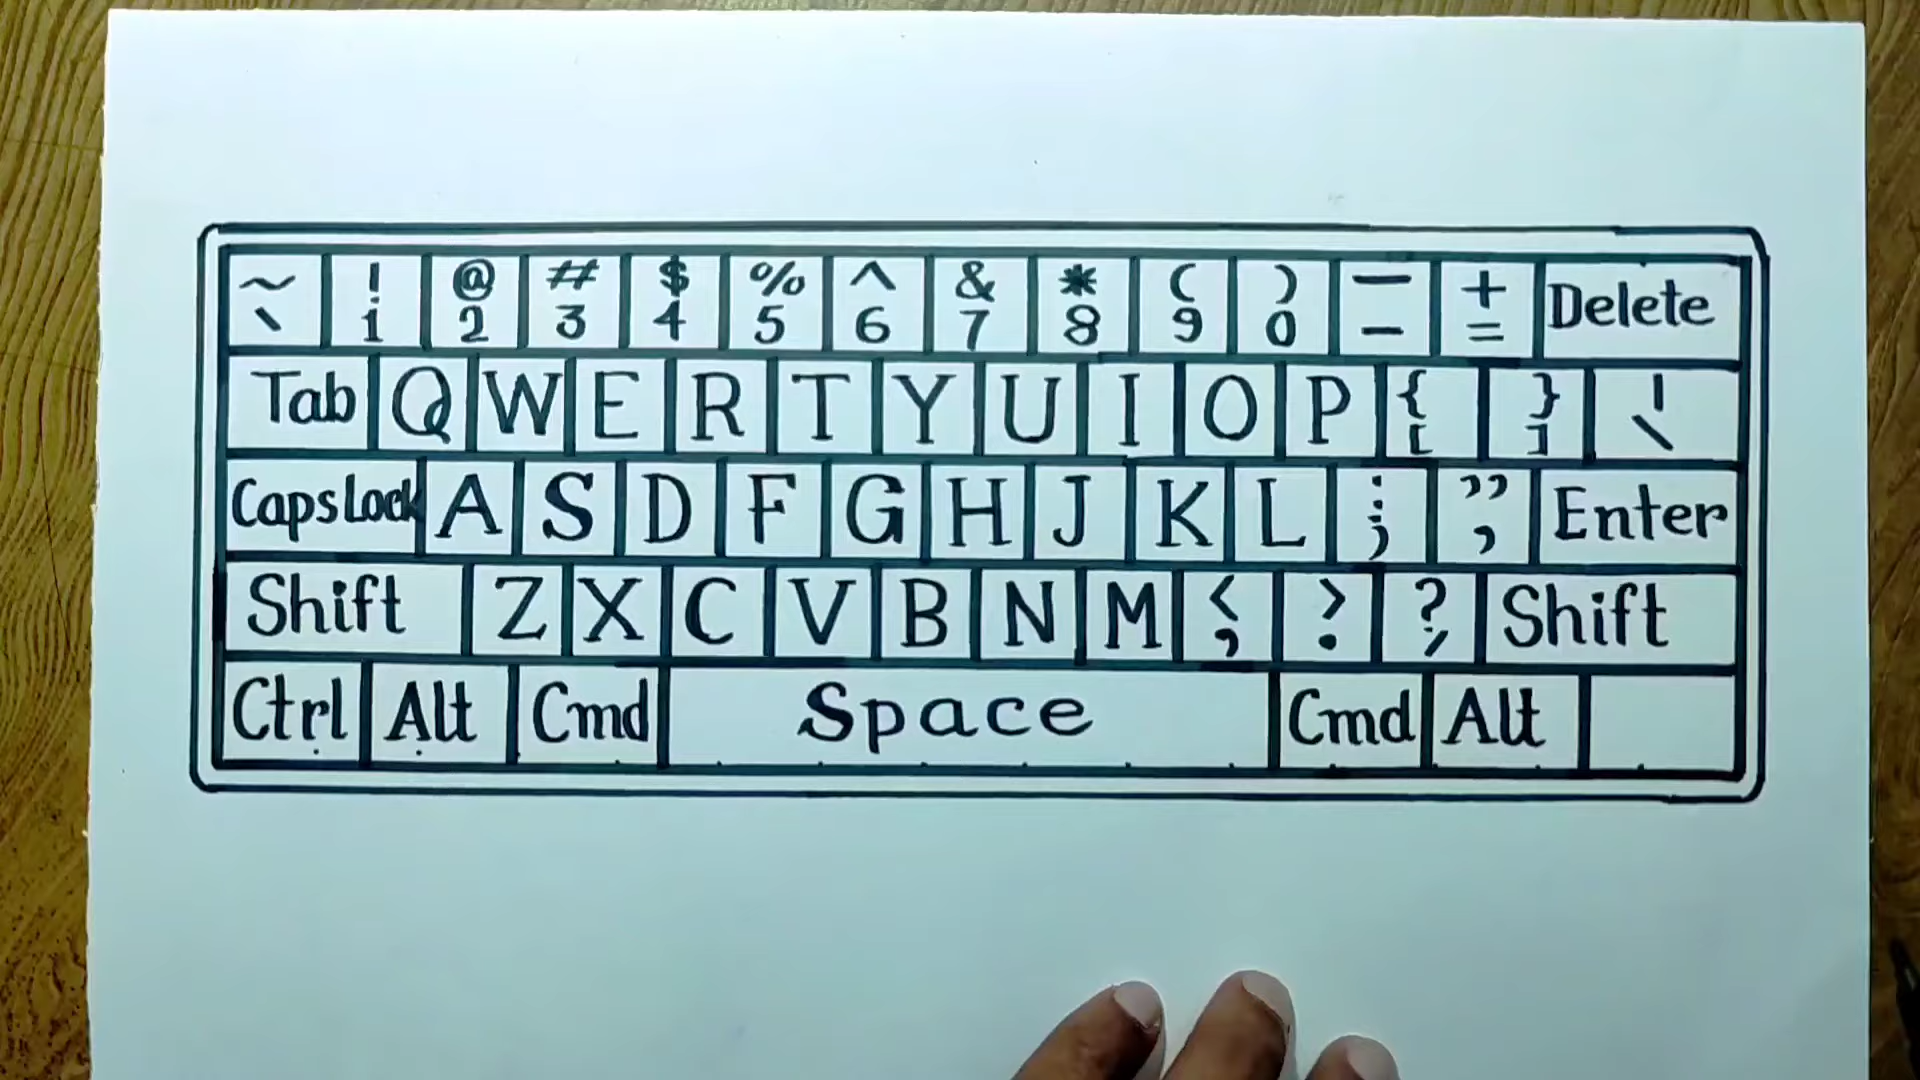 ~ ! @ # $ % ^ & * ( ) — +
` 1 2 3 4 5 6 7 8 9 0 - = Delete
Tab Q W E R T Y U I O P { [ } ] | \
Caps Lock A S D F G H J K L : ; ” , Enter
Shift Z X C V B N M < , > . ? / Shift
Ctrl Alt Cmd Space Cmd Alt